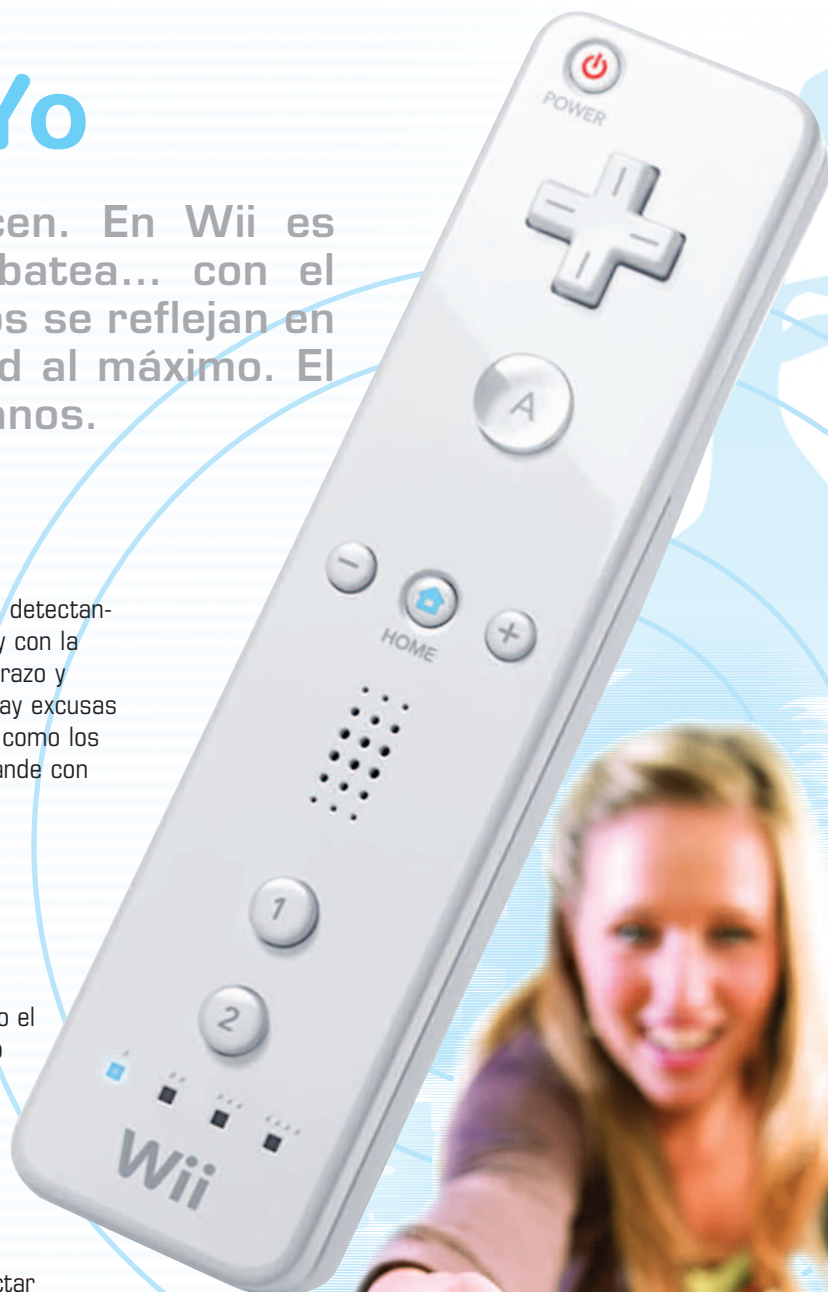 Yo
cen. En Wii es
batea... con el
os se reflejan en
d al máximo. El
nos.
detectan-
y con la
razo y
ay excusas
como los
ande con
o el
ctar
POWER
A
HOME
1
2
Wii